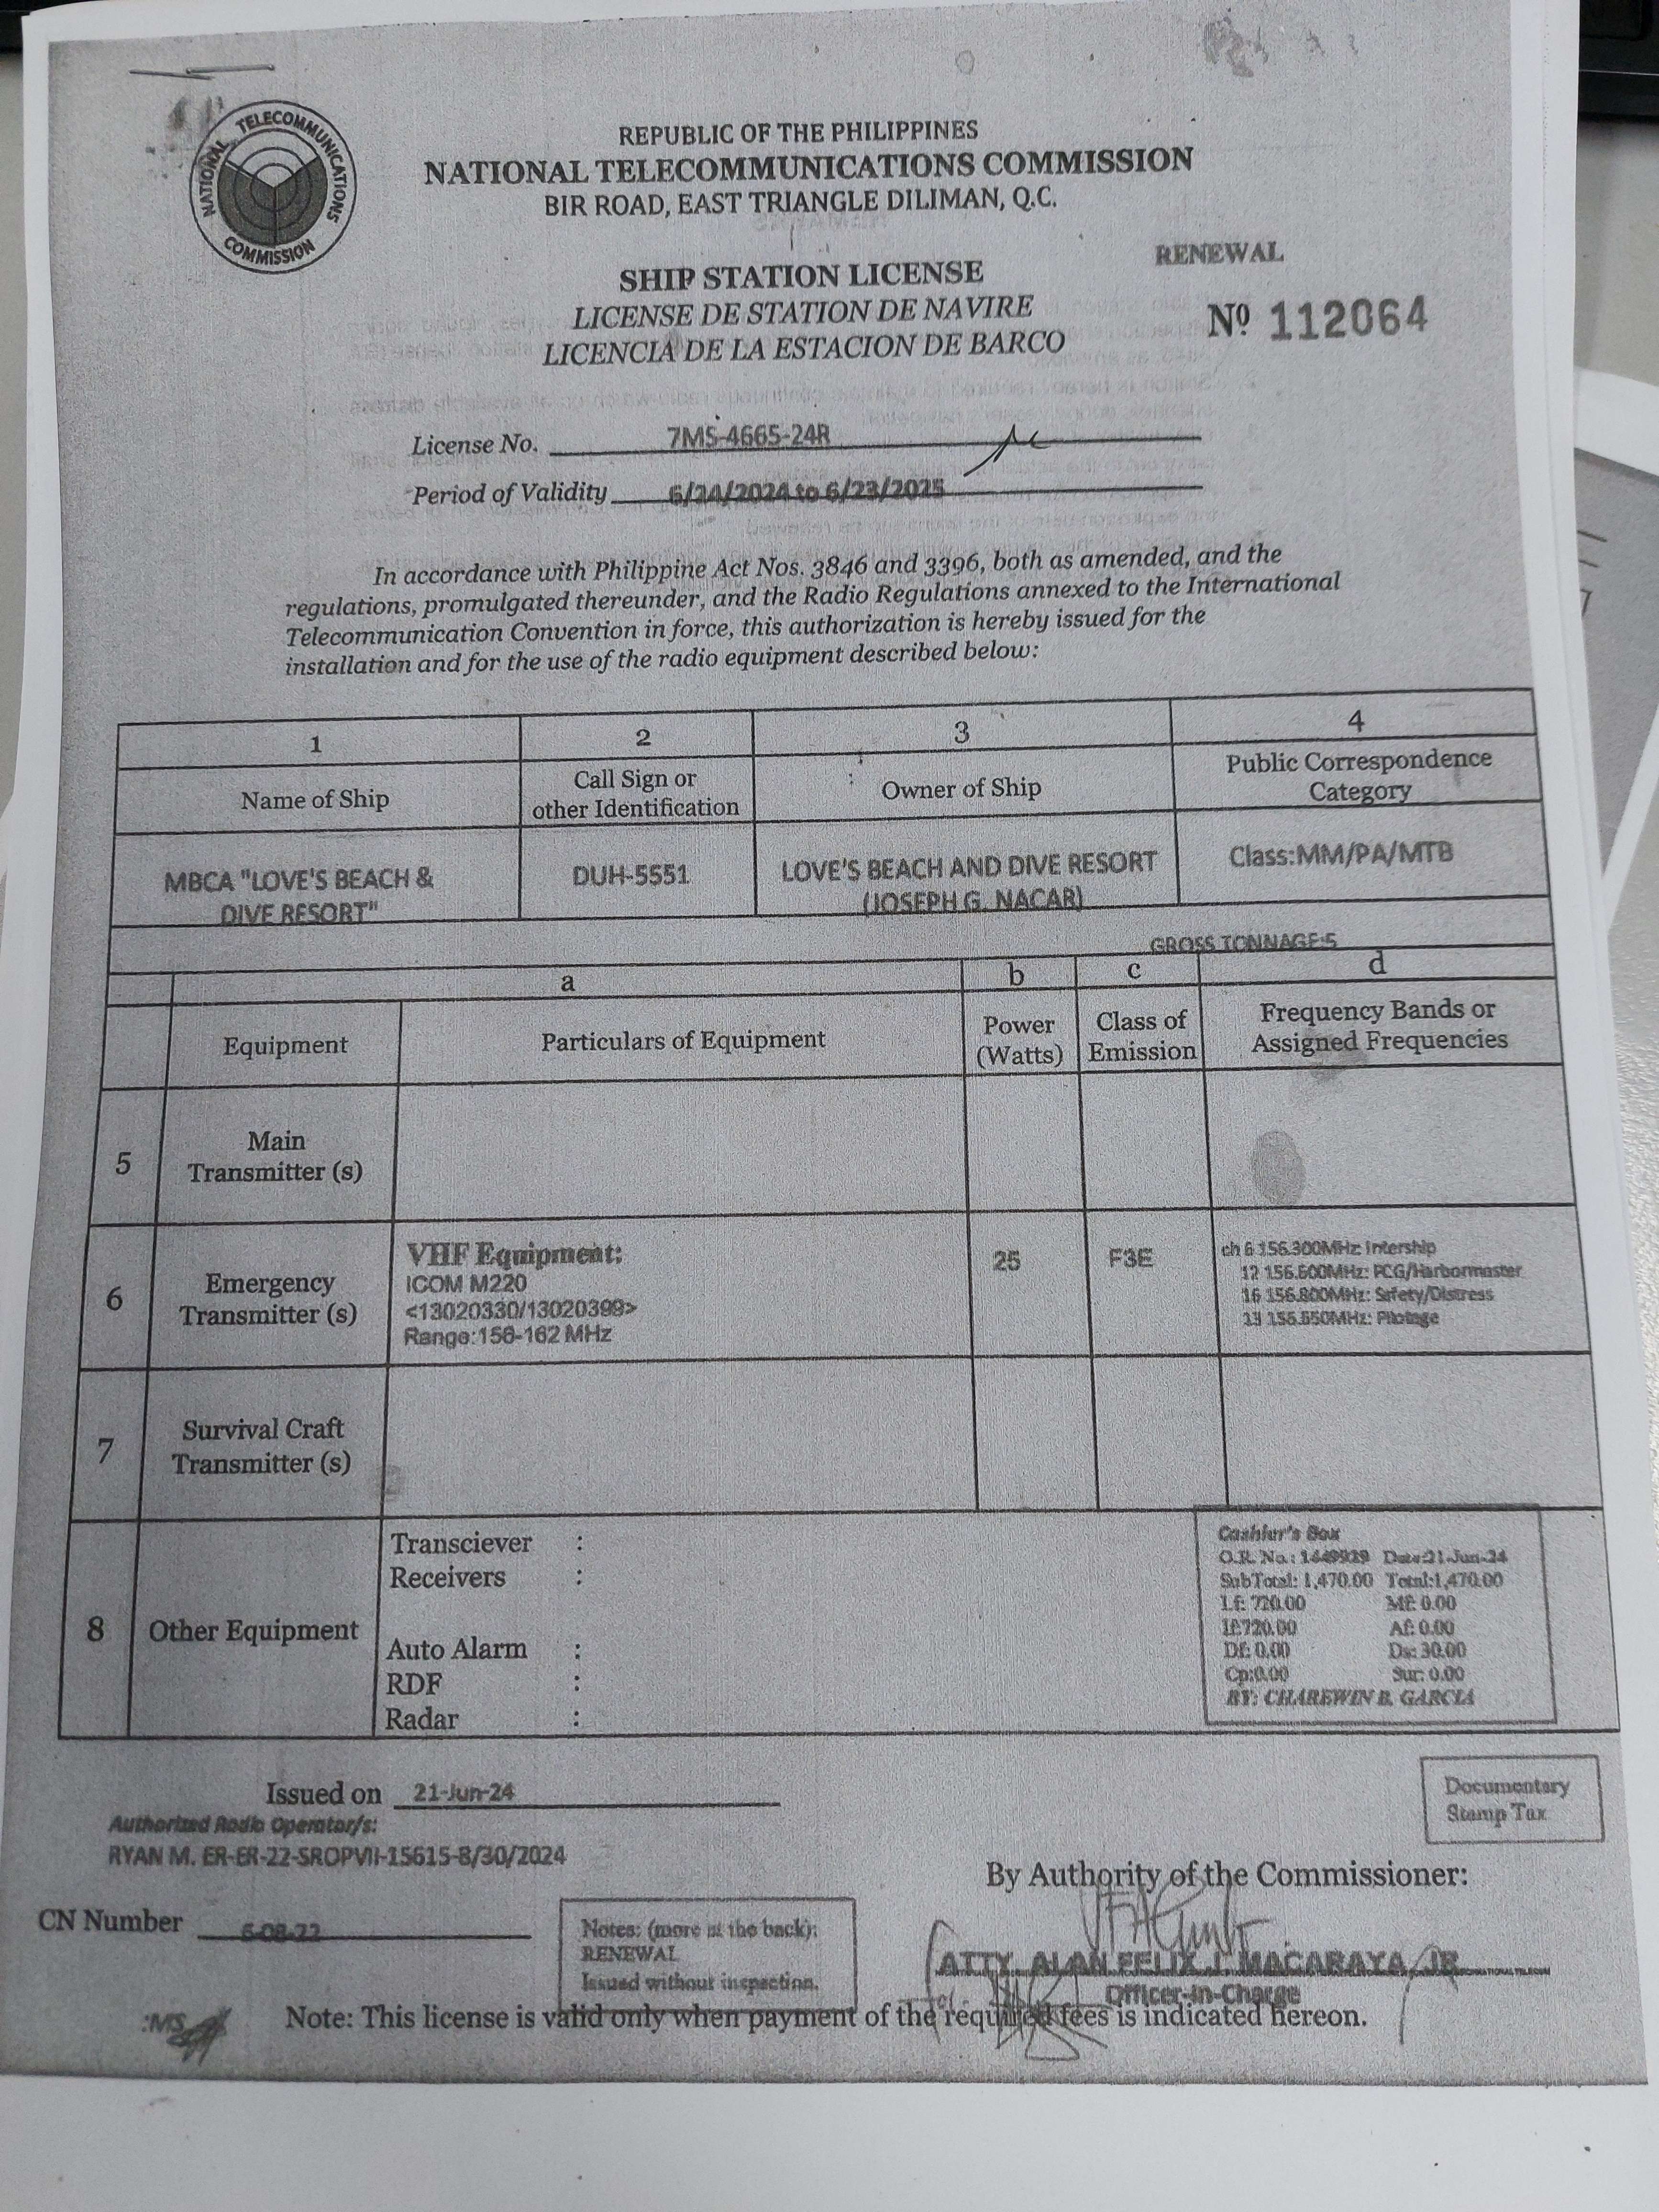 NATIONAL TELECOMMUNICATIONS COMMISSION
REPUBLIC OF THE PHILIPPINES
NATIONAL TELECOMMUNICATIONS COMMISSION
BIR ROAD, EAST TRIANGLE DILIMAN, Q.C.
RENEWAL
SHIP STATION LICENSE
LICENSE DE STATION DE NAVIRE
LICENCIA DE LA ESTACION DE BARCO
Nº 112064
License No. 7MS-4665-24R
Period of Validity 6/24/2024 to 6/23/2025
In accordance with Philippine Act Nos. 3846 and 3396, both as amended, and the
regulations, promulgated thereunder, and the Radio Regulations annexed to the International
Telecommunication Convention in force, this authorization is hereby issued for the
installation and for the use of the radio equipment described below:
1 2 3 4
Name of Ship
Call Sign or
other Identification
Owner of Ship
Public Correspondence
Category
MBCA "LOVE'S BEACH &
DIVE RESORT"
DUH-5551
LOVE'S BEACH AND DIVE RESORT
(JOSEPH G. NACAR)
Class:MM/PA/MTB
GROSS TONNAGE:5
a b c d
Equipment
Particulars of Equipment
Power
(Watts)
Class of
Emission
Frequency Bands or
Assigned Frequencies
5
Main
Transmitter (s)
6
Emergency
Transmitter (s)
VHF Equipment:
ICOM M220
<13020330/13020399>
Range:156-162 MHz
25
F3E
ch 6 156.300MHz: Intership
12 156.600MHz: PCG/Harbormaster
16 156.800MHz: Safety/Distress
13 156.650MHz: Pilotage
7
Survival Craft
Transmitter (s)
8
Other Equipment
Transciever :
Receivers :
Auto Alarm :
RDF :
Radar :
Cashier's Box
O.R. No.: 1449929 Date:21-Jun-24
SubTotal: 1,470.00 Total:1,470.00
Lf: 720.00 Mf: 0.00
If:720.00 Af: 0.00
Df: 0.00 Ds: 30.00
Cp:0.00 Sur: 0.00
BY: CHAREWIN B. GARCIA
Issued on 21-Jun-24
Documentary
Stamp Tax
Authorized Radio Operator/s:
RYAN M. ER-ER-22-SROPVII-15615-8/30/2024
By Authority of the Commissioner:
CN Number 6-08-22
Notes: (more at the back):
RENEWAL
Issued without inspection.
ATTY. ALAN FELIX J. MACARAYA, JR
Officer-In-Charge
:MS
Note: This license is valid only when payment of the required fees is indicated hereon.